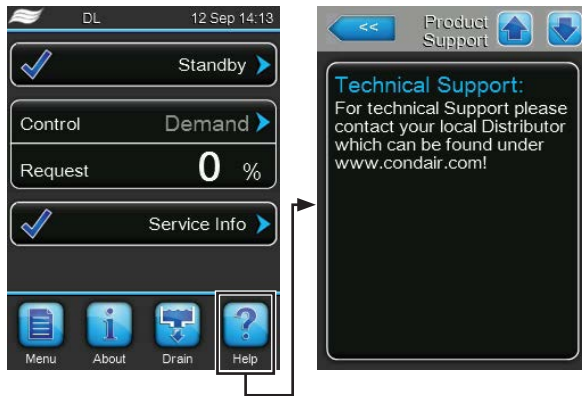 DL 12 Sep 14:13
Standby
Control Demand
Request 0 %
Service Info
Menu About Drain Help
<< Product
Support
Technical Support:
For technical Support please
contact your local Distributor
which can be found under
www.condair.com!